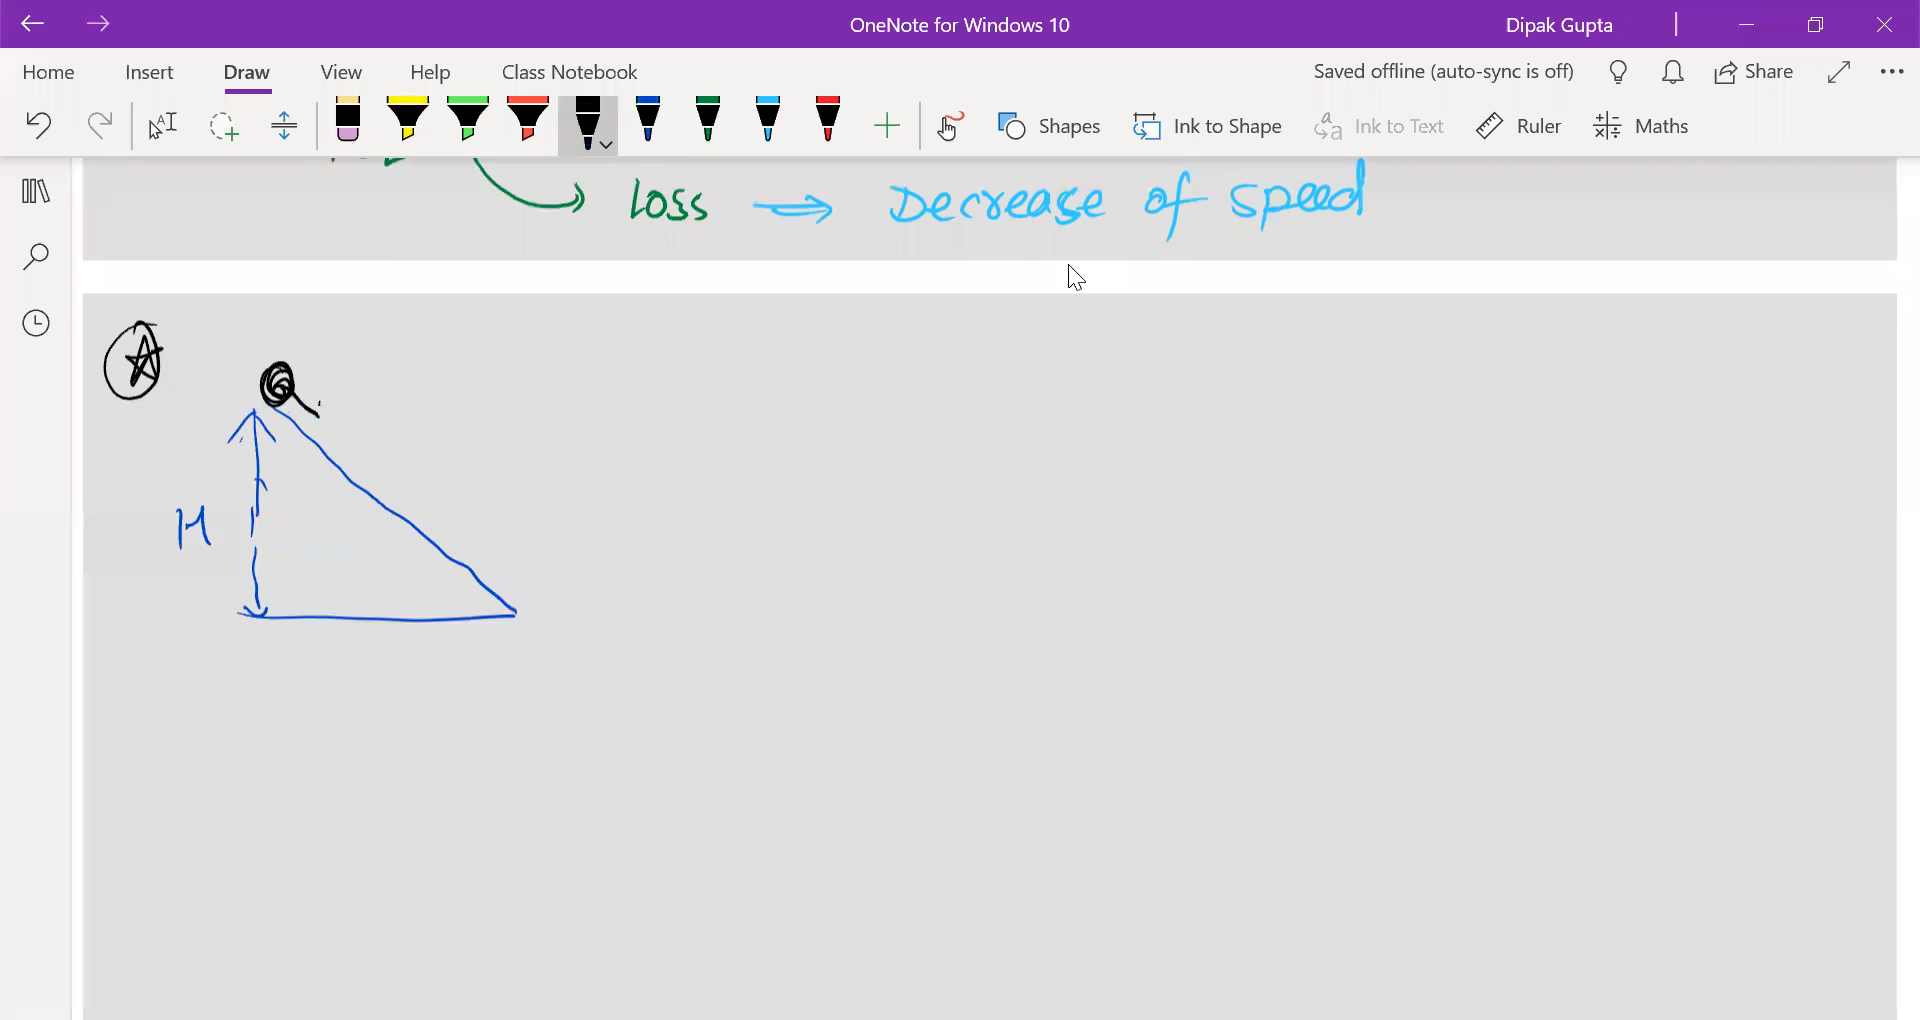 OneNote for Windows 10
Dipak Gupta
Home Insert Draw View Help Class Notebook
Saved offline (auto-sync is off) Share
Shapes Ink to Shape Ink to Text Ruler Maths
Loss ⇒ Decrease of speed
H